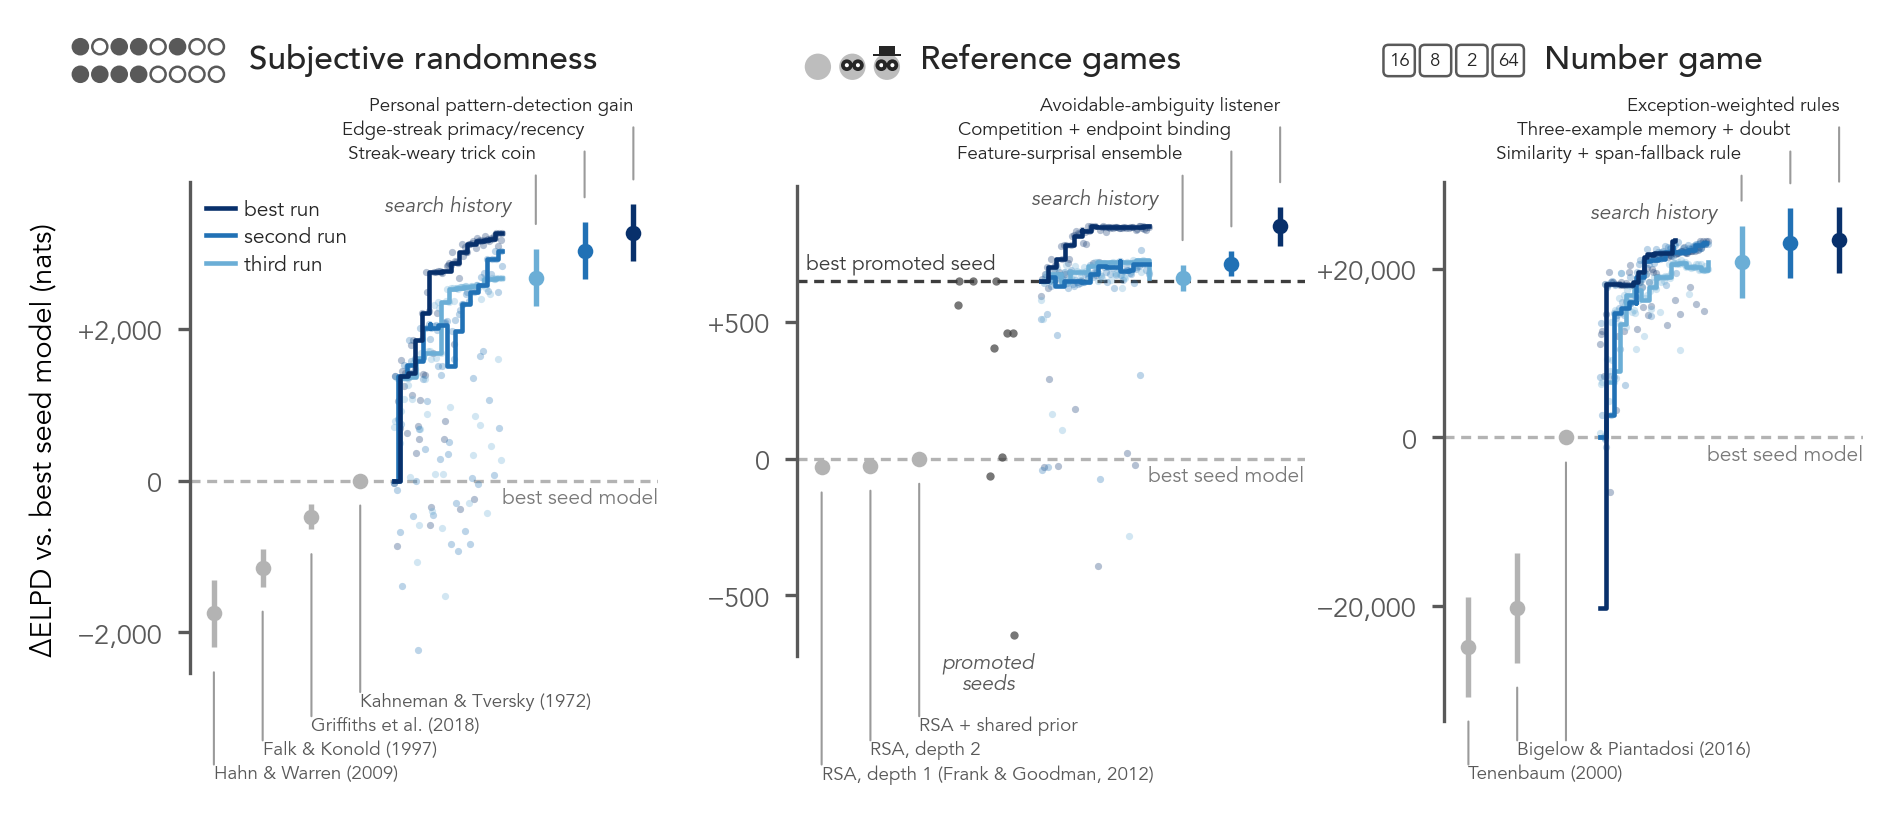 Subjective randomness
Personal pattern-detection gain
Edge-streak primacy/recency
Streak-weary trick coin
search history
best run
second run
third run
ΔELPD vs. best seed model (nats)
+2,000
0
−2,000
best seed model
Kahneman & Tversky (1972)
Griffiths et al. (2018)
Falk & Konold (1997)
Hahn & Warren (2009)
Reference games
Avoidable-ambiguity listener
Competition + endpoint binding
Feature-surprisal ensemble
search history
best promoted seed
+500
0
−500
best seed model
promoted
seeds
RSA + shared prior
RSA, depth 2
RSA, depth 1 (Frank & Goodman, 2012)
16 8 2 64
Number game
Exception-weighted rules
Three-example memory + doubt
Similarity + span-fallback rule
search history
+20,000
0
−20,000
best seed model
Bigelow & Piantadosi (2016)
Tenenbaum (2000)